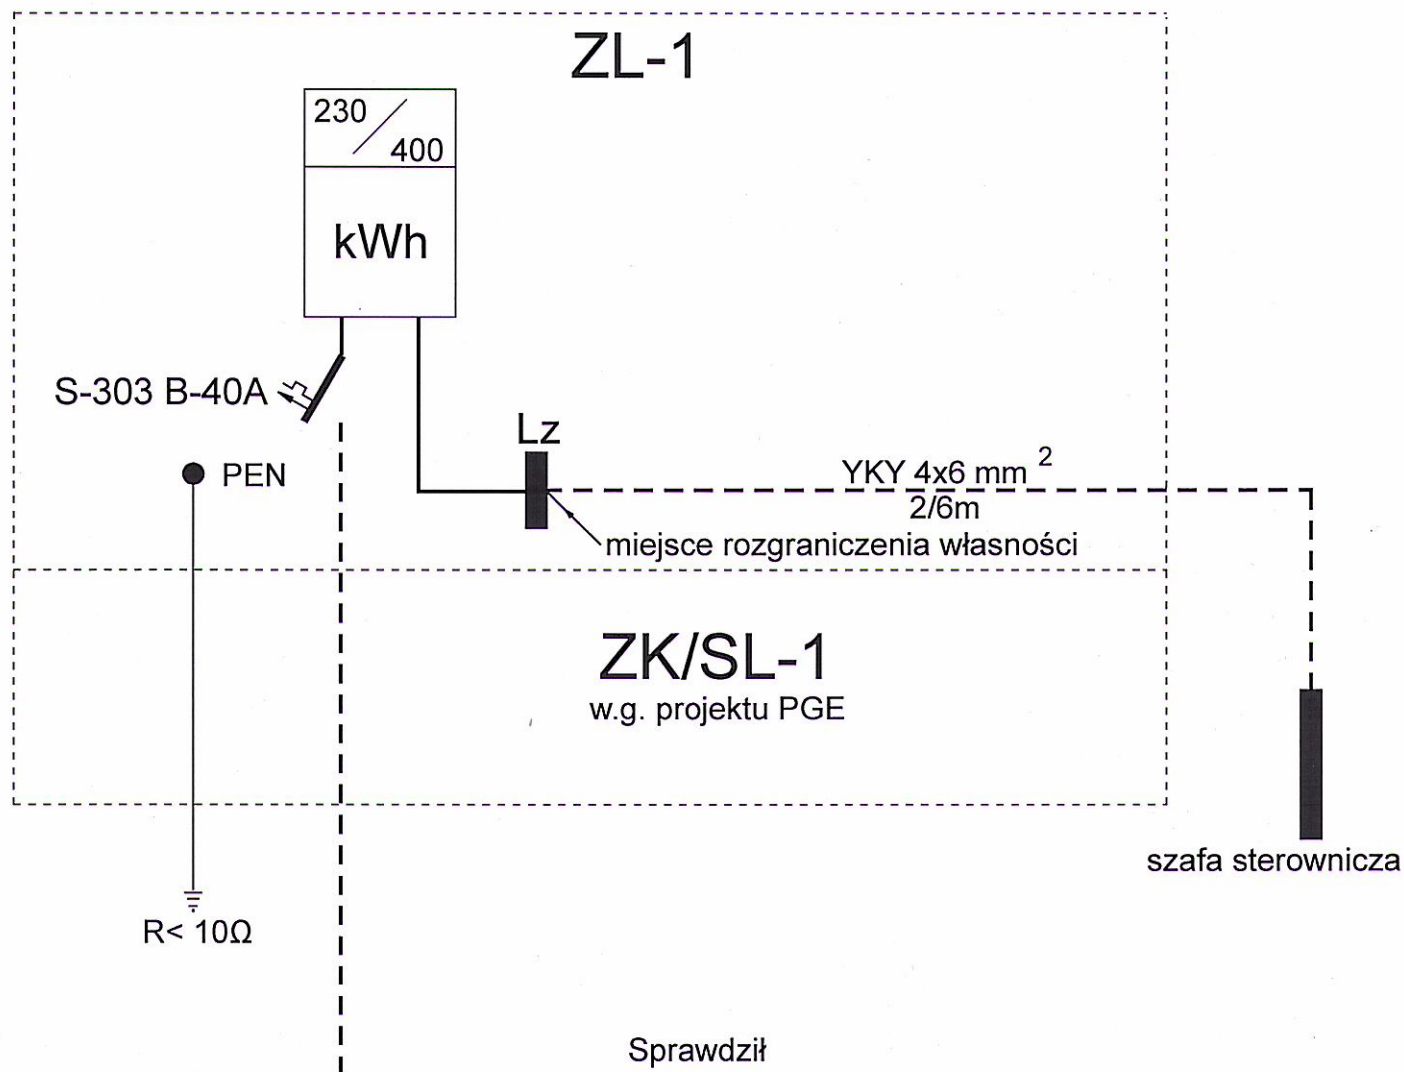 ZL-1
230
400
kWh
S-303 B-40A
Lz
PEN
YKY 4x6 mm 2
2/6m
miejsce rozgraniczenia własności
ZK/SL-1
w.g. projektu PGE
szafa sterownicza
R< 10Ω
Sprawdził